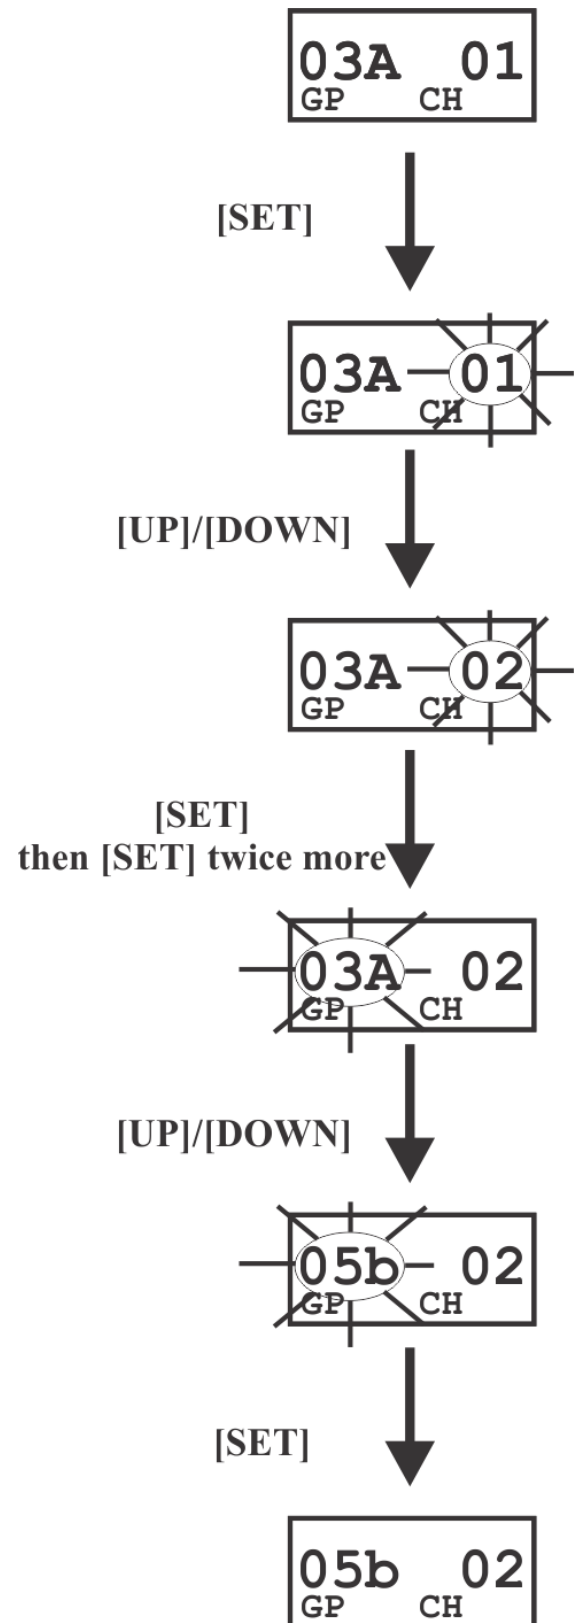 03A 01
GP CH
[SET]
03A 01
GP CH
[UP]/[DOWN]
03A 02
GP CH
[SET]
then [SET] twice more
03A 02
GP CH
[UP]/[DOWN]
05b 02
GP CH
[SET]
05b 02
GP CH